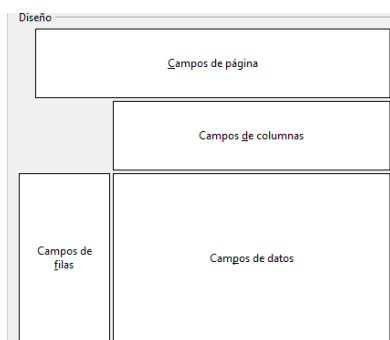 Diseño
Campos de página
Campos de columnas
Campos de
filas
Campos de datos